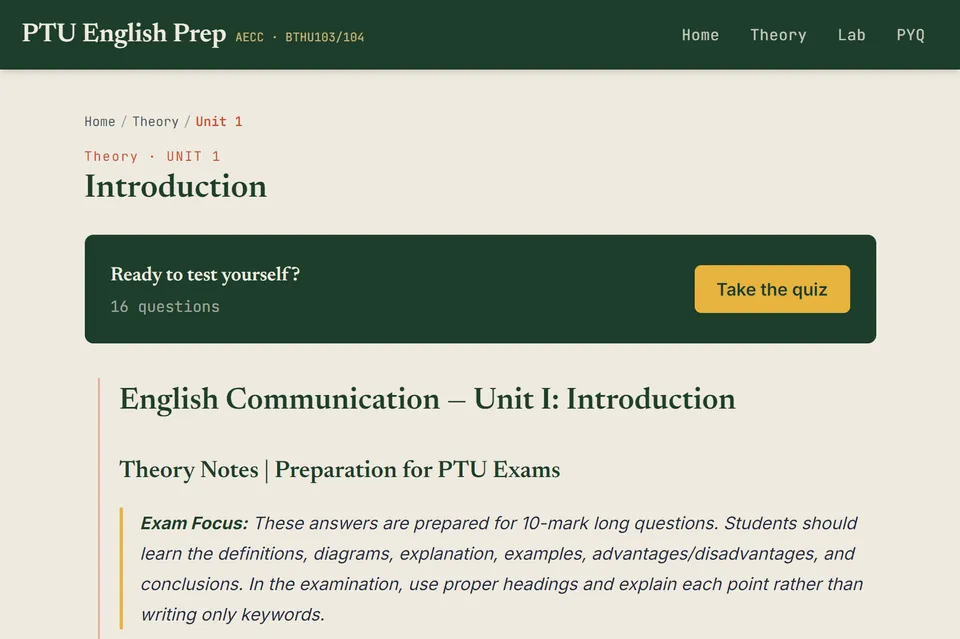 PTU English Prep AECC · BTHU103/104
Home Theory Lab PYQ
Home / Theory / Unit 1
Theory · UNIT 1
Introduction
Ready to test yourself?
16 questions
Take the quiz
English Communication – Unit I: Introduction
Theory Notes | Preparation for PTU Exams
Exam Focus: These answers are prepared for 10-mark long questions. Students should
learn the definitions, diagrams, explanation, examples, advantages/disadvantages, and
conclusions. In the examination, use proper headings and explain each point rather than
writing only keywords.